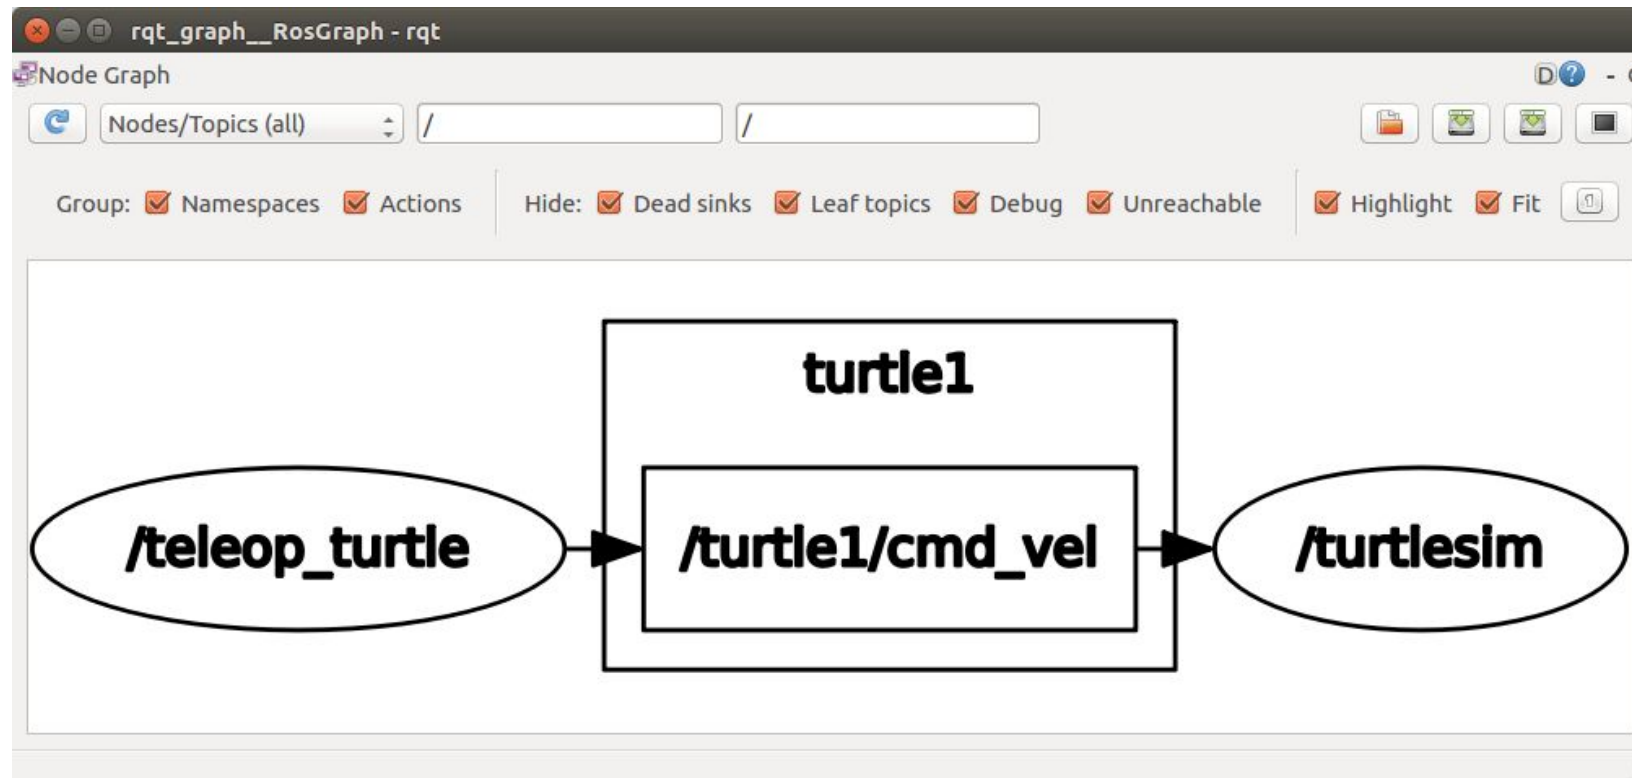 rqt_graph__RosGraph - rqt
Node Graph D ? -
Nodes/Topics (all) / /
Group: Namespaces Actions Hide: Dead sinks Leaf topics Debug Unreachable Highlight Fit
turtle1
/teleop_turtle /turtle1/cmd_vel /turtlesim